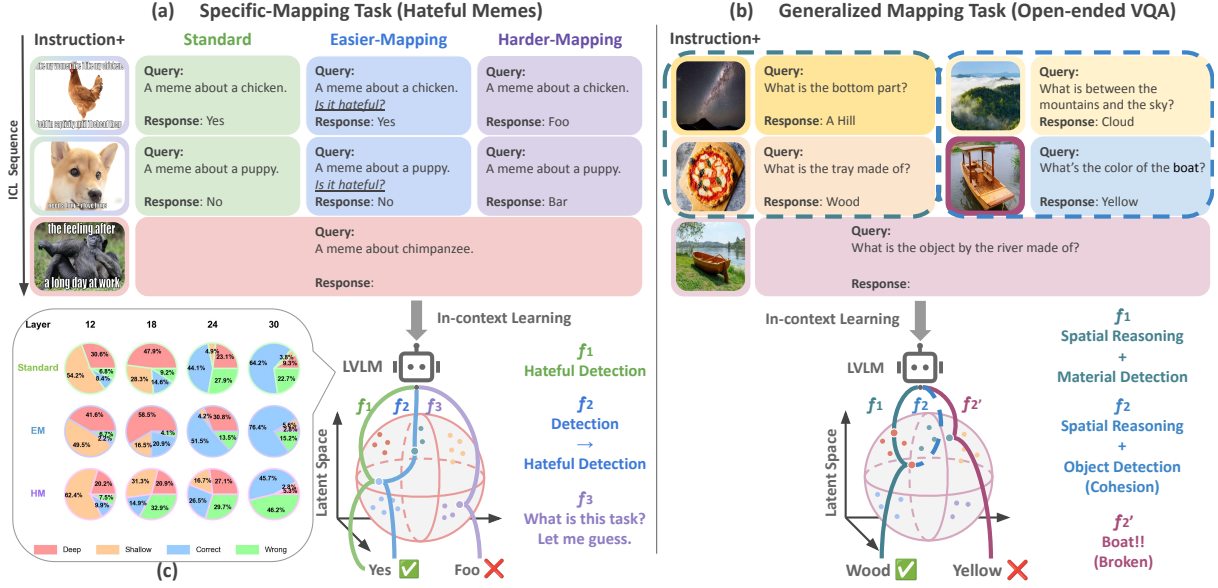 (a) Specific-Mapping Task (Hateful Memes)
Instruction+
Standard
Easier-Mapping
Harder-Mapping
ICL Sequence
Query:
A meme about a chicken.
Response: Yes
Query:
A meme about a chicken.
Is it hateful?
Response: Yes
Query:
A meme about a chicken.
Response: Foo
Query:
A meme about a puppy.
Response: No
Query:
A meme about a puppy.
Is it hateful?
Response: No
Query:
A meme about a puppy.
Response: Bar
the feeling after
a long day at work
Query:
A meme about chimpanzee.
Response:
In-context Learning
LVLM
Latent Space
f1
f2
f3
Yes
Foo
f1
Hateful Detection
f2
Detection
→
Hateful Detection
f3
What is this task?
Let me guess.
Layer 12 18 24 30
Standard
30.6%
54.2%
8.4%
6.8%
47.9%
28.3%
14.6%
9.2%
4.9%
23.1%
44.1%
27.9%
3.8%
9.3%
64.2%
22.7%
EM
41.6%
49.5%
2.2%
6.7%
58.5%
16.5%
20.9%
4.1%
4.2%
30.8%
51.5%
13.5%
76.4%
15.2%
HM
20.2%
62.4%
9.9%
7.5%
31.3%
20.9%
14.9%
32.9%
16.7%
27.1%
26.5%
29.7%
45.7%
2.8%
5.3%
46.2%
Deep
Shallow
Correct
Wrong
(c)
(b) Generalized Mapping Task (Open-ended VQA)
Instruction+
Query:
What is the bottom part?
Response: A Hill
Query:
What is between the
mountains and the sky?
Response: Cloud
Query:
What is the tray made of?
Response: Wood
Query:
What's the color of the boat?
Response: Yellow
Query:
What is the object by the river made of?
Response:
In-context Learning
LVLM
Latent Space
f1
f2
f2'
Wood
Yellow
f1
Spatial Reasoning
+
Material Detection
f2
Spatial Reasoning
+
Object Detection
(Cohesion)
f2'
Boat!!
(Broken)